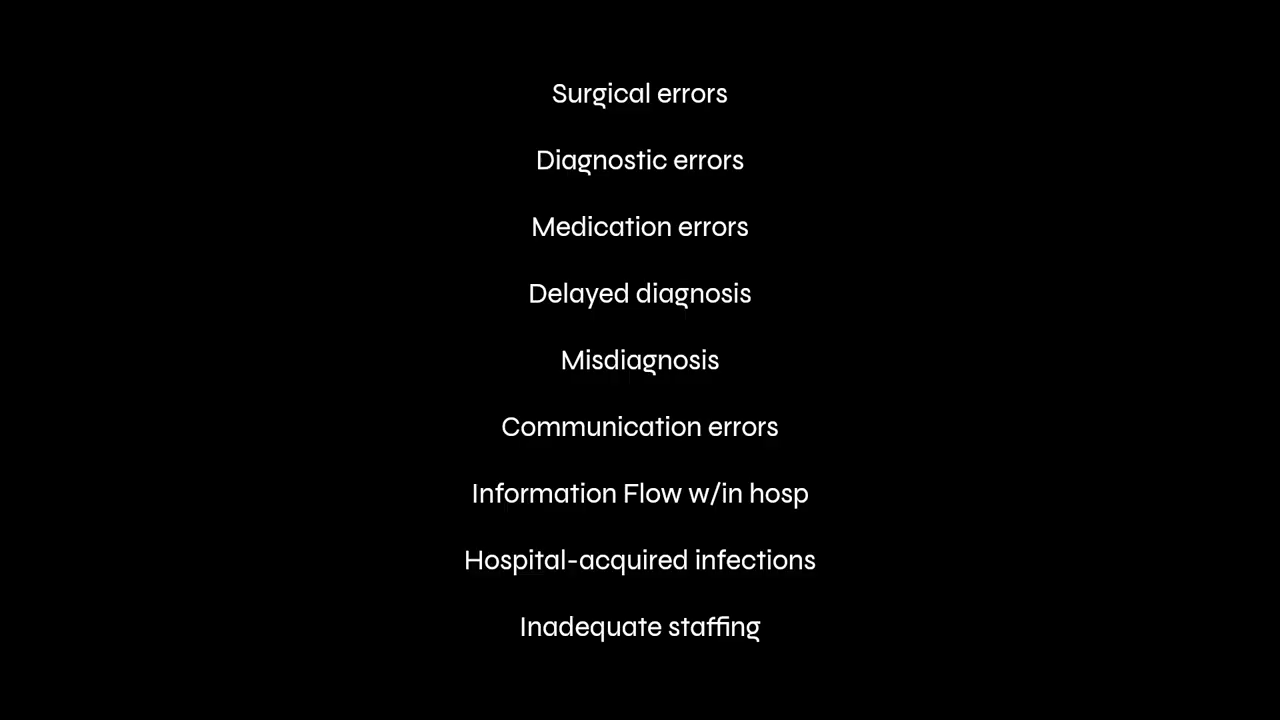 Surgical errors
Diagnostic errors
Medication errors
Delayed diagnosis
Misdiagnosis
Communication errors
Information Flow w/in hosp
Hospital-acquired infections
Inadequate staffing